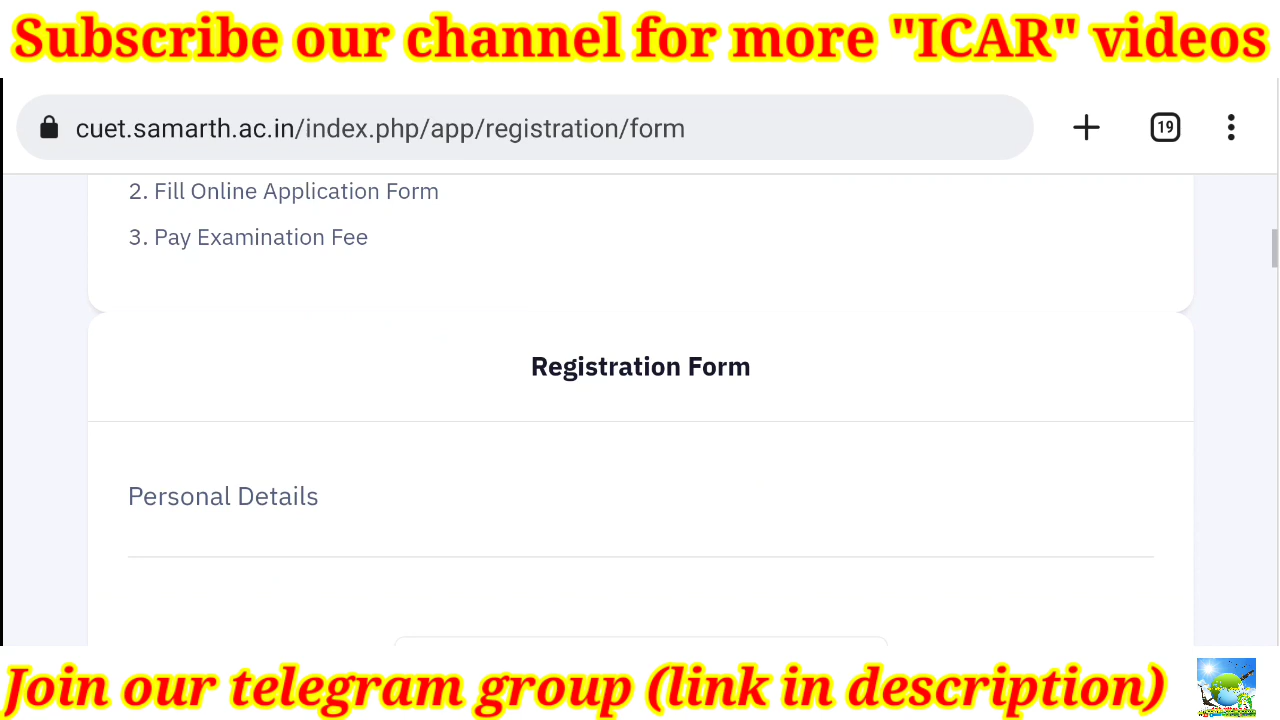 Subscribe our channel for more "ICAR" videos
cuet.samarth.ac.in/index.php/app/registration/form
19
2. Fill Online Application Form
3. Pay Examination Fee
Registration Form
Personal Details
Join our telegram group (link in description)